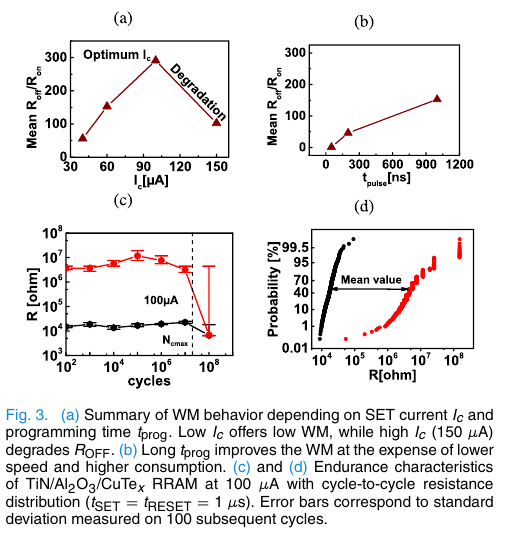 (a)
(b)
Mean Roff/Ron
300
200
100
0
Optimum Ic
Degradation
30 60 90 120 150
Ic[µA]
Mean Roff/Ron
300
200
100
0
0 300 600 900 1200
tpulse[ns]
(c)
(d)
R [ohm]
10^8
10^7
10^6
10^5
10^4
10^3
100µA
Ncmax
10^2 10^4 10^6 10^8
cycles
Probability [%]
99.5
95
70
40
10
1
0.01
Mean value
10^4 10^5 10^6 10^7 10^8
R[ohm]
Fig. 3. (a) Summary of WM behavior depending on SET current Ic and
programming time tprog. Low Ic offers low WM, while high Ic (150 µA)
degrades ROFF. (b) Long tprog improves the WM at the expense of lower
speed and higher consumption. (c) and (d) Endurance characteristics
of TiN/Al2O3/CuTex RRAM at 100 µA with cycle-to-cycle resistance
distribution (tSET = tRESET = 1 µs). Error bars correspond to standard
deviation measured on 100 subsequent cycles.